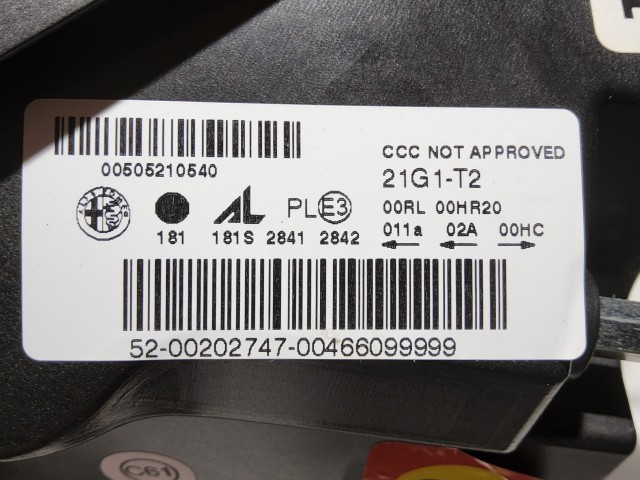 00505210540
CCC NOT APPROVED
21G1-T2
AL PL E3
00RL 00HR20
181 181S 2841 2842
011a 02A 00HC
52-00202747-00466099999
C61